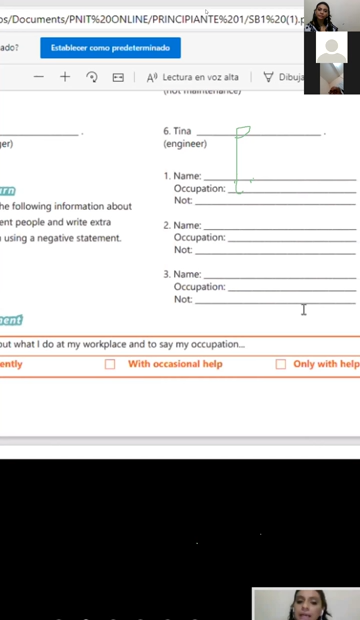 os/Documents/PNIT%20ONLINE/PRINCIPIANTE%201/SB1%20(1).p
ado? Establecer como predeterminado
Lectura en voz alta Dibuja
(not maintenance)
6. Tina .
ger) (engineer)
1. Name:
Occupation:
Not:
urn
he following information about
ent people and write extra
using a negative statement.
2. Name:
Occupation:
Not:
3. Name:
Occupation:
Not:
ment
out what I do at my workplace and to say my occupation...
ently With occasional help Only with help